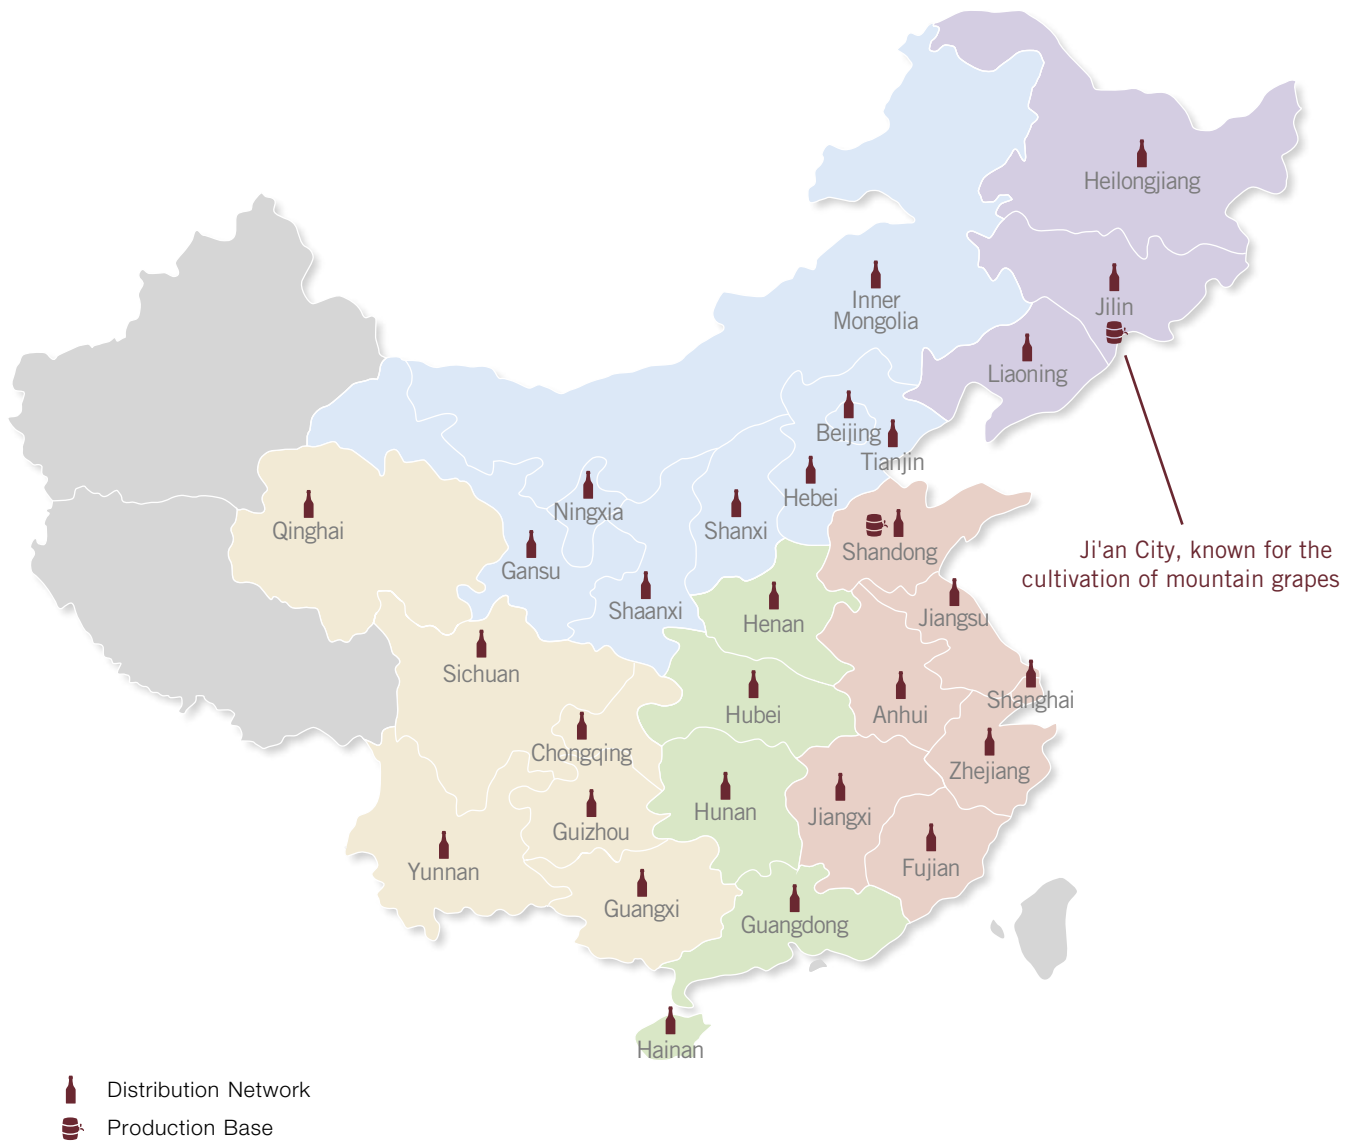 Heilongjiang
Jilin
Inner
Mongolia
Liaoning
Beijing
Tianjin
Hebei
Ningxia
Shanxi
Qinghai
Shandong
Gansu
Ji'an City, known for the
cultivation of mountain grapes
Shaanxi
Henan
Jiangsu
Sichuan
Shanghai
Hubei
Anhui
Chongqing
Zhejiang
Hunan
Jiangxi
Guizhou
Yunnan
Fujian
Guangxi
Guangdong
Hainan
Distribution Network
Production Base